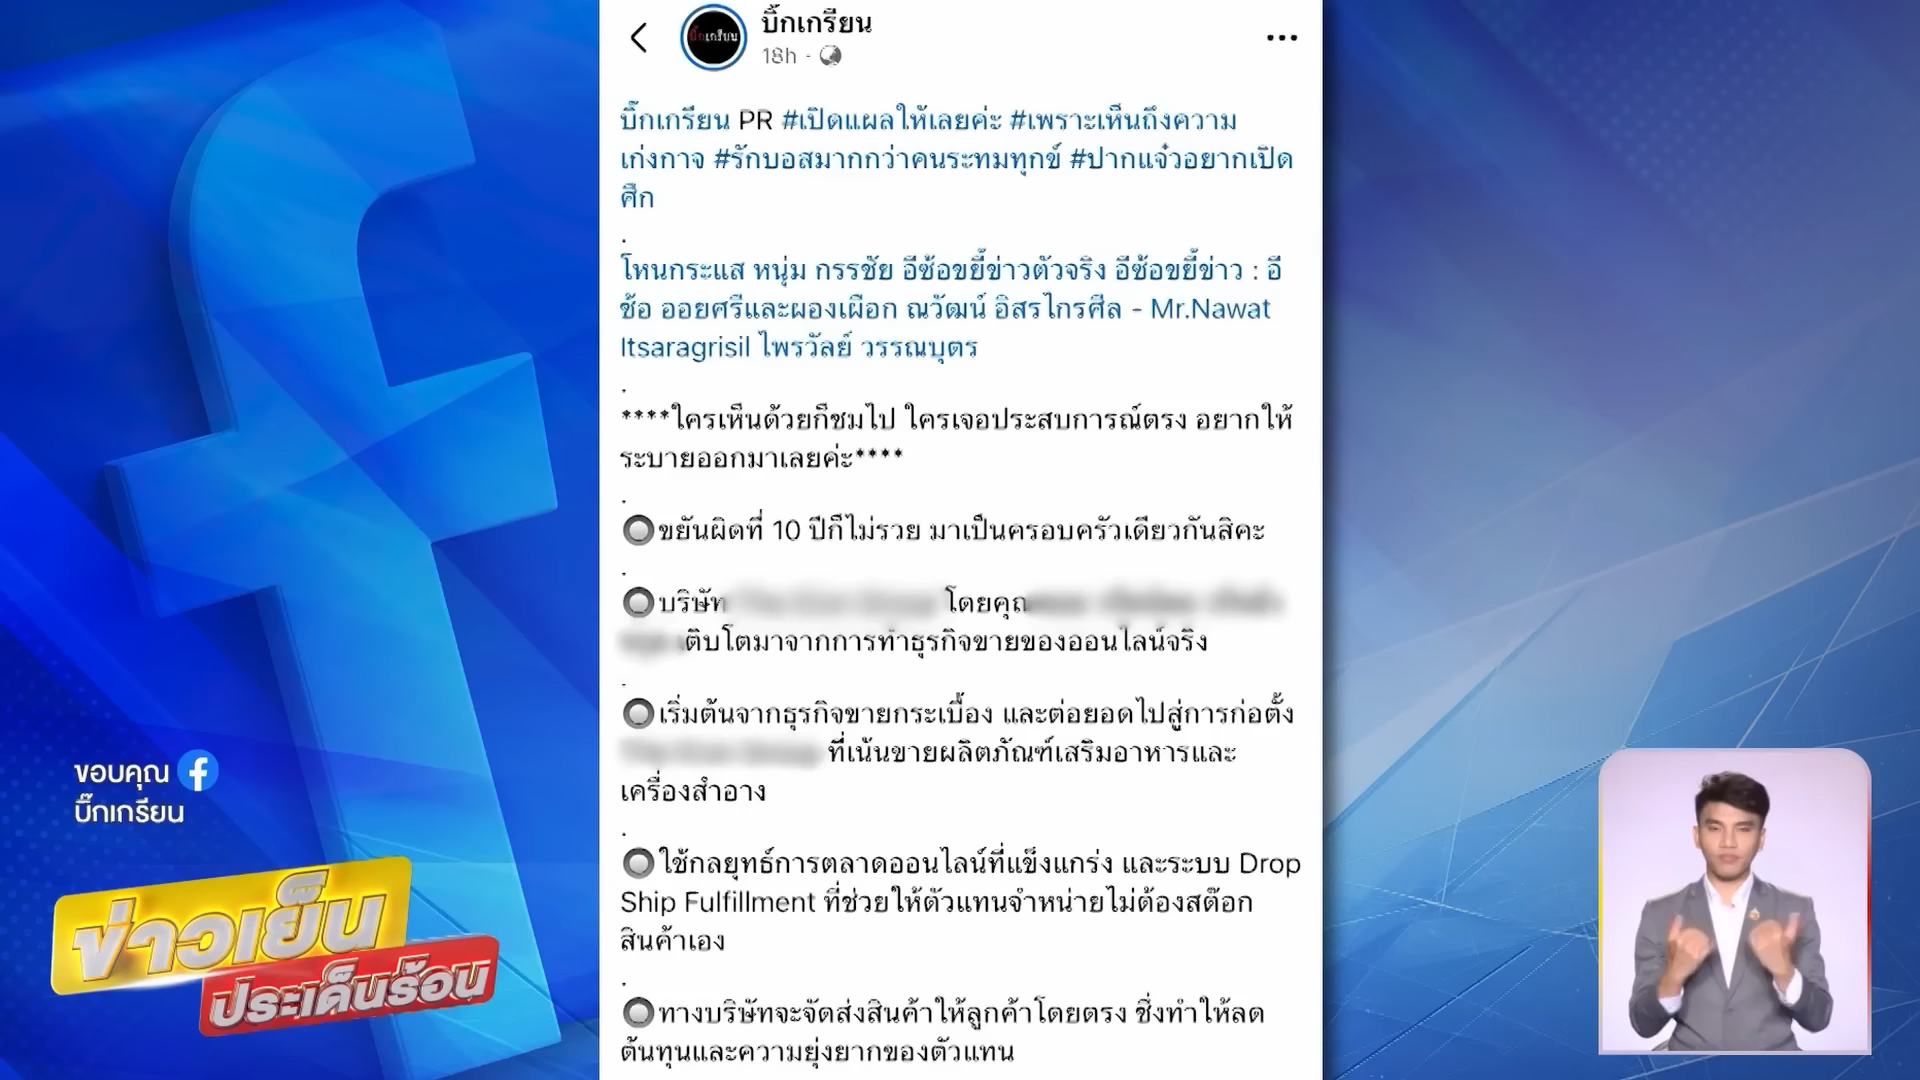 บิ๊กเกรียน
บิ๊กเกรียน
18h
บิ๊กเกรียน PR #เปิดแผลให้เลยค่ะ #เพราะเห็นถึงความ
เก่งกาจ #รักบอสมากกว่าคนระทมทุกข์ #ปากแจ๋วอยากเปิด
ศึก
.
โหนกระแส หนุ่ม กรรชัย อีซ้อขยี้ข่าวตัวจริง อีซ้อขยี้ข่าว : อี
ซ้อ ออยศรีและผองเผือก ณวัฒน์ อิสรไกรศีล - Mr.Nawat
Itsaragrisil ไพรวัลย์ วรรณบุตร
.
****ใครเห็นด้วยก็ชมไป ใครเจอประสบการณ์ตรง อยากให้
ระบายออกมาเลยค่ะ****
.
ขยันผิดที่ 10 ปีก็ไม่รวย มาเป็นครอบครัวเดียวกันสิคะ
.
บริษัท โดยคุณ
เติบโตมาจากการทำธุรกิจขายของออนไลน์จริง
.
เริ่มต้นจากธุรกิจขายกระเบื้อง และต่อยอดไปสู่การก่อตั้ง
ที่เน้นขายผลิตภัณฑ์เสริมอาหารและ
เครื่องสำอาง
.
ใช้กลยุทธ์การตลาดออนไลน์ที่แข็งแกร่ง และระบบ Drop
Ship Fulfillment ที่ช่วยให้ตัวแทนจำหน่ายไม่ต้องสต๊อก
สินค้าเอง
.
ทางบริษัทจะจัดส่งสินค้าให้ลูกค้าโดยตรง ซึ่งทำให้ลด
ต้นทุนและความยุ่งยากของตัวแทน
ขอบคุณ
บิ๊กเกรียน
ข่าวเย็น
ประเด็นร้อน